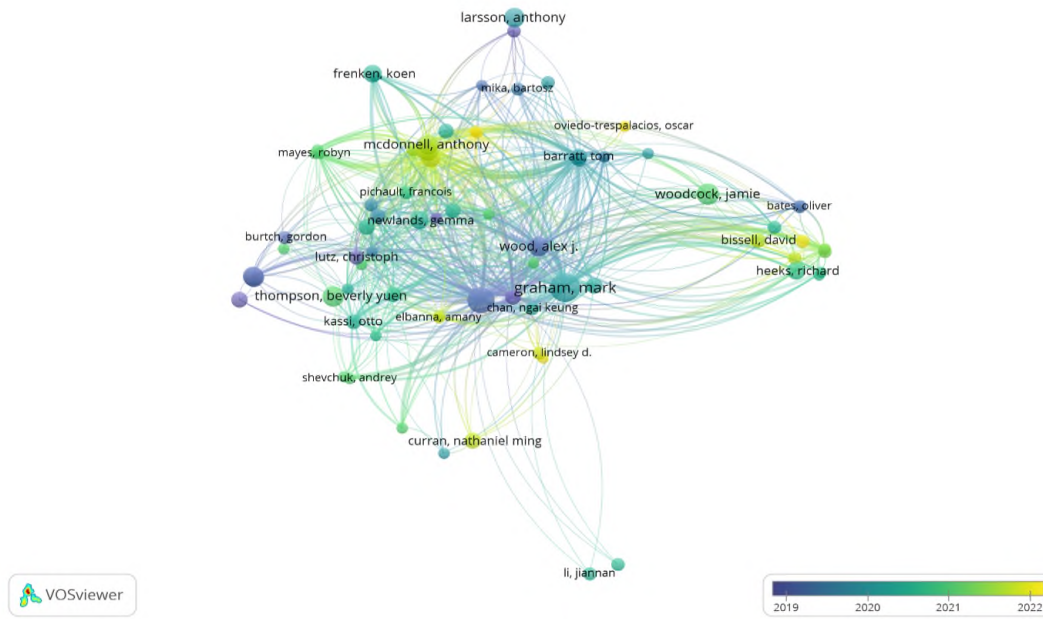 larsson, anthony
frenken, koen
mika, bartosz
oviedo-trespalacios, oscar
mcdonnell, anthony
mayes, robyn
barratt, tom
pichault, francois
woodcock, jamie
bates, oliver
newlands, gemma
burtch, gordon
wood, alex j.
bissell, david
lutz, christoph
heeks, richard
graham, mark
thompson, beverly yuen
chan, ngai keung
elbanna, amany
kassi, otto
cameron, lindsey d.
shevchuk, andrey
curran, nathaniel ming
li, jiannan
VOSviewer
2019 2020 2021 2022